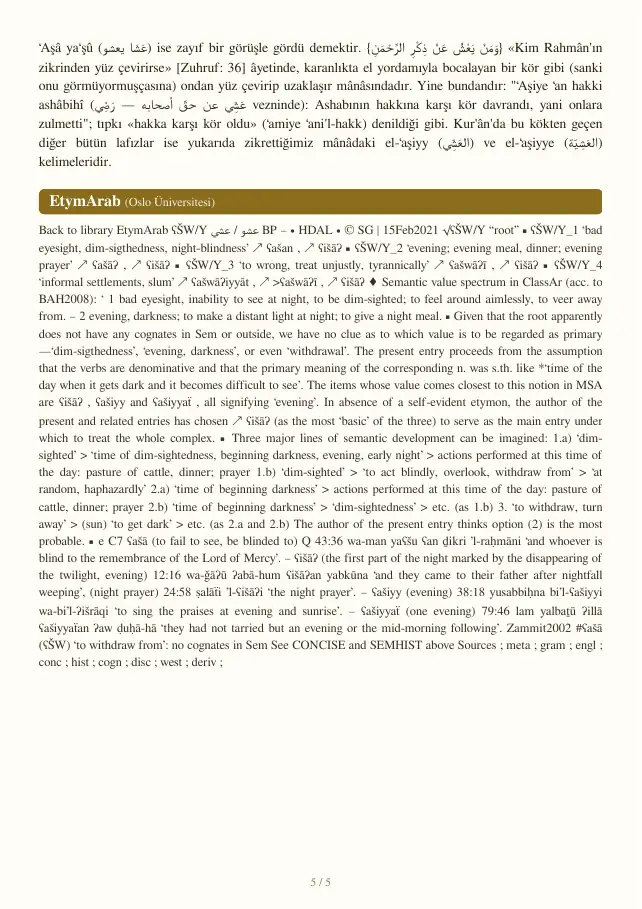 ‘Aşâ ya‘şû (عَشَا يعشو) ise zayıf bir görüşle gördü demektir. {وَمَنْ يَعْشُ عَنْ ذِكْرِ الرَّحْمَنِ} «Kim Rahmân'ın
zikrinden yüz çevirirse» [Zuhruf: 36] âyetinde, karanlıkta el yordamıyla bocalayan bir kör gibi (sanki
onu görmüyormuşçasına) ondan yüz çevirip uzaklaşır mânâsındadır. Yine bundandır: "‘Aşiye ‘an hakki
ashâbihî (عَشِي عن حقّ أصحابه — رَضِي vezninde): Ashabının hakkına karşı kör davrandı, yani onlara
zulmetti"; tıpkı «hakka karşı kör oldu» (‘amiye ‘ani'l-hakk) denildiği gibi. Kur'ân'da bu kökten geçen
diğer bütün lafızlar ise yukarıda zikrettiğimiz mânâdaki el-‘aşiyy (العَشِّي) ve el-‘aşiyye (العَشِيّة)
kelimeleridir.
EtymArab (Oslo Üniversitesi)
Back to library EtymArab ʕŠW/Y عشو / عشي BP – • HDAL • © SG | 15Feb2021 √ʕŠW/Y “root” ▪ ʕŠW/Y_1 ‘bad
eyesight, dim-sigthedness, night-blindness’ ↗ ʕašan , ↗ ʕišāʔ ▪ ʕŠW/Y_2 ‘evening; evening meal, dinner; evening
prayer’ ↗ ʕašāʔ , ↗ ʕišāʔ ▪ ʕŠW/Y_3 ‘to wrong, treat unjustly, tyrannically’ ↗ ʕašwāʔī , ↗ ʕišāʔ ▪ ʕŠW/Y_4
‘informal settlements, slum’ ↗ ʕašwāʔiyyāt , ↗ >ʕašwāʔī , ↗ ʕišāʔ ♦ Semantic value spectrum in ClassAr (acc. to
BAH2008): ‘ 1 bad eyesight, inability to see at night, to be dim-sighted; to feel around aimlessly, to veer away
from. – 2 evening, darkness; to make a distant light at night; to give a night meal. ▪ Given that the root apparently
does not have any cognates in Sem or outside, we have no clue as to which value is to be regarded as primary
—‘dim-sigthedness’, ‘evening, darkness’, or even ‘withdrawal’. The present entry proceeds from the assumption
that the verbs are denominative and that the primary meaning of the corresponding n. was s.th. like *‘time of the
day when it gets dark and it becomes difficult to see’. The items whose value comes closest to this notion in MSA
are ʕišāʔ , ʕašiyy and ʕašiyyaẗ , all signifying ‘evening’. In absence of a self-evident etymon, the author of the
present and related entries has chosen ↗ ʕišāʔ (as the most ‘basic’ of the three) to serve as the main entry under
which to treat the whole complex. ▪ Three major lines of semantic development can be imagined: 1.a) ‘dim-
sighted’ > ‘time of dim-sightedness, beginning darkness, evening, early night’ > actions performed at this time of
the day: pasture of cattle, dinner; prayer 1.b) ‘dim-sighted’ > ‘to act blindly, overlook, withdraw from’ > ‘at
random, haphazardly’ 2.a) ‘time of beginning darkness’ > actions performed at this time of the day: pasture of
cattle, dinner; prayer 2.b) ‘time of beginning darkness’ > ‘dim-sightedness’ > etc. (as 1.b) 3. ‘to withdraw, turn
away’ > (sun) ‘to get dark’ > etc. (as 2.a and 2.b) The author of the present entry thinks option (2) is the most
probable. ▪ e C7 ʕašā (to fail to see, be blinded to) Q 43:36 wa-man yaʕšu ʕan ḏikri ’l-raḥmāni ‘and whoever is
blind to the remembrance of the Lord of Mercy’. – ʕišāʔ (the first part of the night marked by the disappearing of
the twilight, evening) 12:16 wa-ǧāʔū ʔabā-hum ʕišāʔan yabkūna ‘and they came to their father after nightfall
weeping’, (night prayer) 24:58 ṣalāẗi ’l-ʕišāʔi ‘the night prayer’. – ʕašiyy (evening) 38:18 yusabbiḥna bi’l-ʕašiyyi
wa-bi’l-ʔišrāqi ‘to sing the praises at evening and sunrise’. – ʕašiyyaẗ (one evening) 79:46 lam yalbaṯū ʔillā
ʕašiyyaẗan ʔaw ḍuḥà-hā ‘they had not tarried but an evening or the mid-morning following’. Zammit2002 #ʕašā
(ʕŠW) ‘to withdraw from’: no cognates in Sem See CONCISE and SEMHIST above Sources ; meta ; gram ; engl ;
conc ; hist ; cogn ; disc ; west ; deriv ;
5 / 5